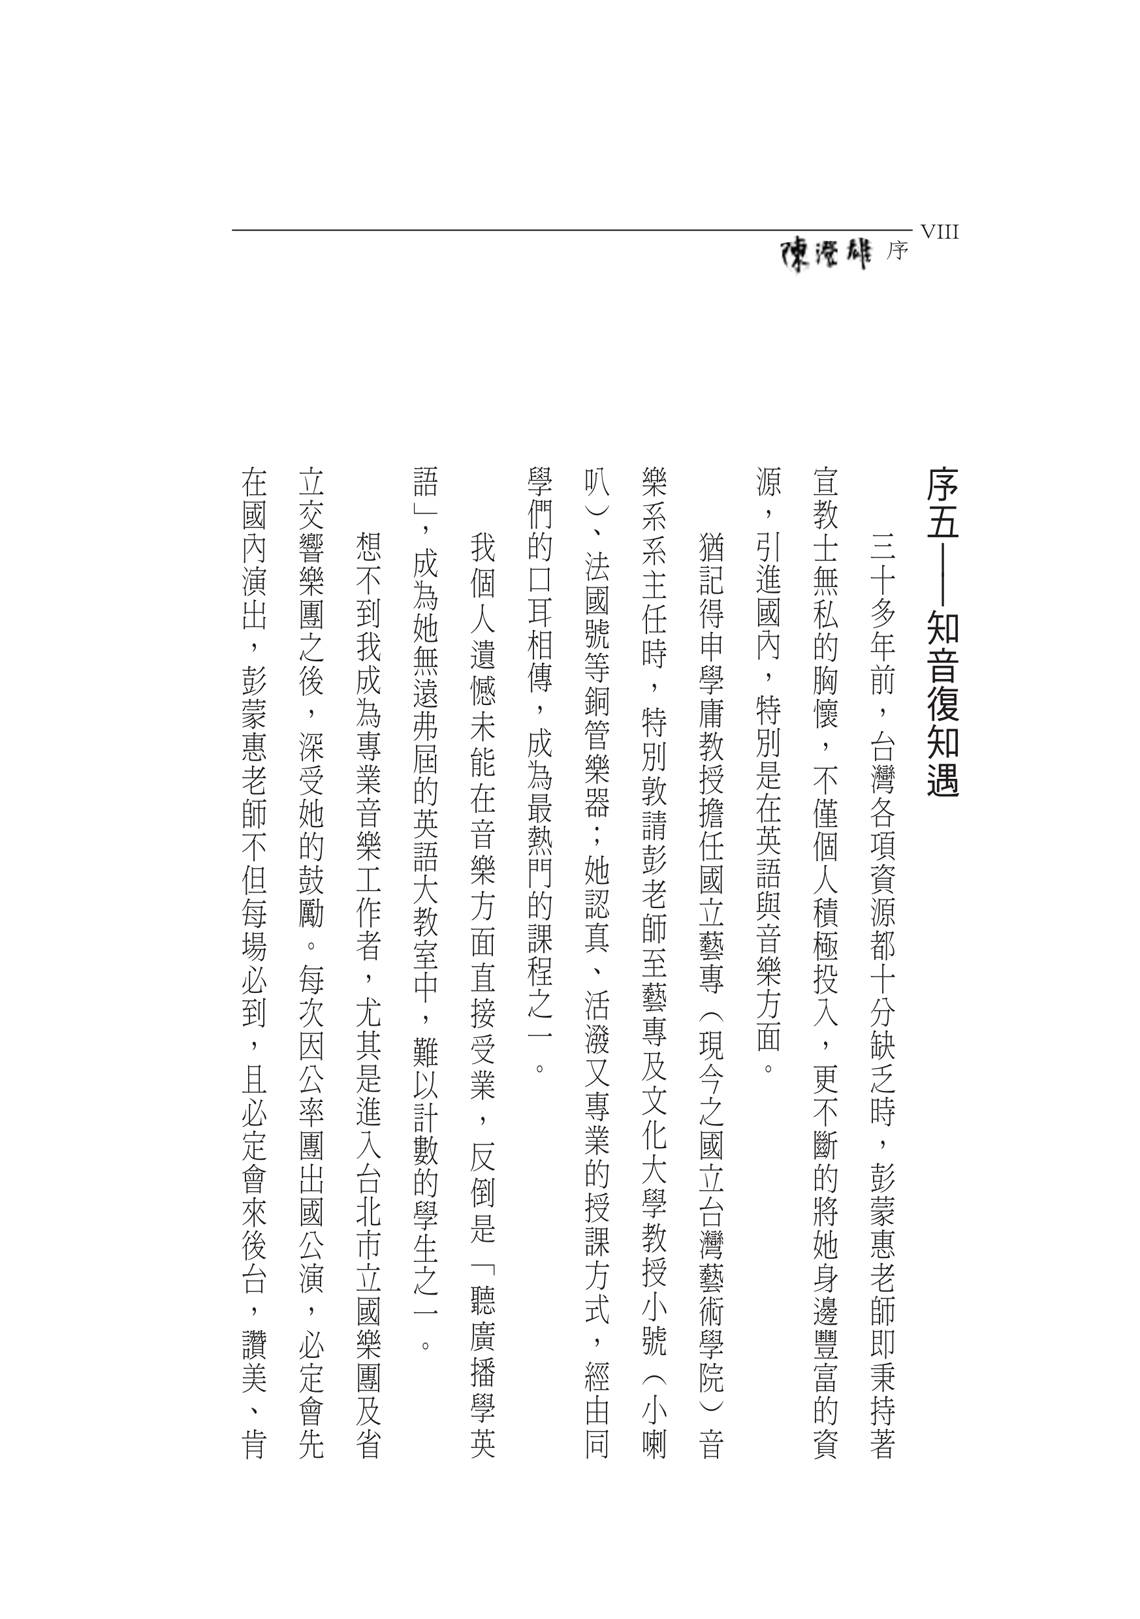 VIII
陳澄雄 序
序五——知音復知遇
三十多年前，台灣各項資源都十分缺乏時，彭蒙惠老師即秉持著
宣教士無私的胸懷，不僅個人積極投入，更不斷的將她身邊豐富的資
源，引進國內，特別是在英語與音樂方面。
猶記得申學庸教授擔任國立藝專（現今之國立台灣藝術學院）音
樂系系主任時，特別敦請彭老師至藝專及文化大學教授小號（小喇
叭）、法國號等銅管樂器；她認真、活潑又專業的授課方式，經由同
學們的口耳相傳，成為最熱門的課程之一。
我個人遺憾未能在音樂方面直接受業，反倒是「聽廣播學英
語」，成為她無遠弗屆的英語大教室中，難以計數的學生之一。
想不到我成為專業音樂工作者，尤其是進入台北市立國樂團及省
立交響樂團之後，深受她的鼓勵。每次因公率團出國公演，必定會先
在國內演出，彭蒙惠老師不但每場必到，且必定會來後台，讚美、肯